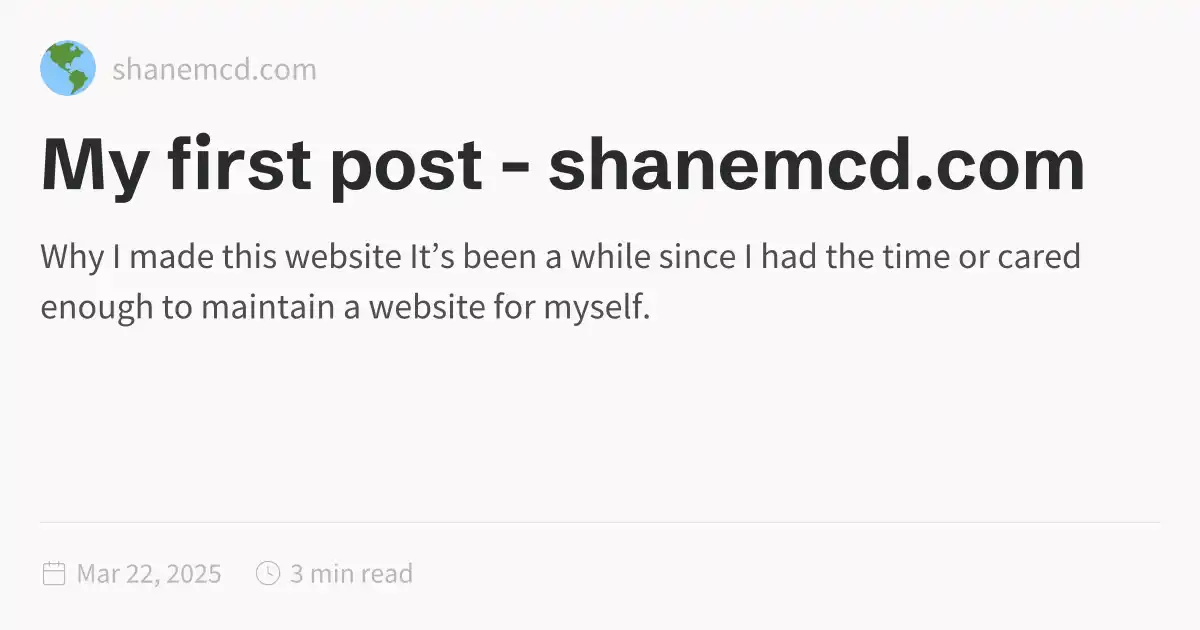 shanemcd.com
My first post - shanemcd.com
Why I made this website It’s been a while since I had the time or cared
enough to maintain a website for myself.
Mar 22, 2025 3 min read